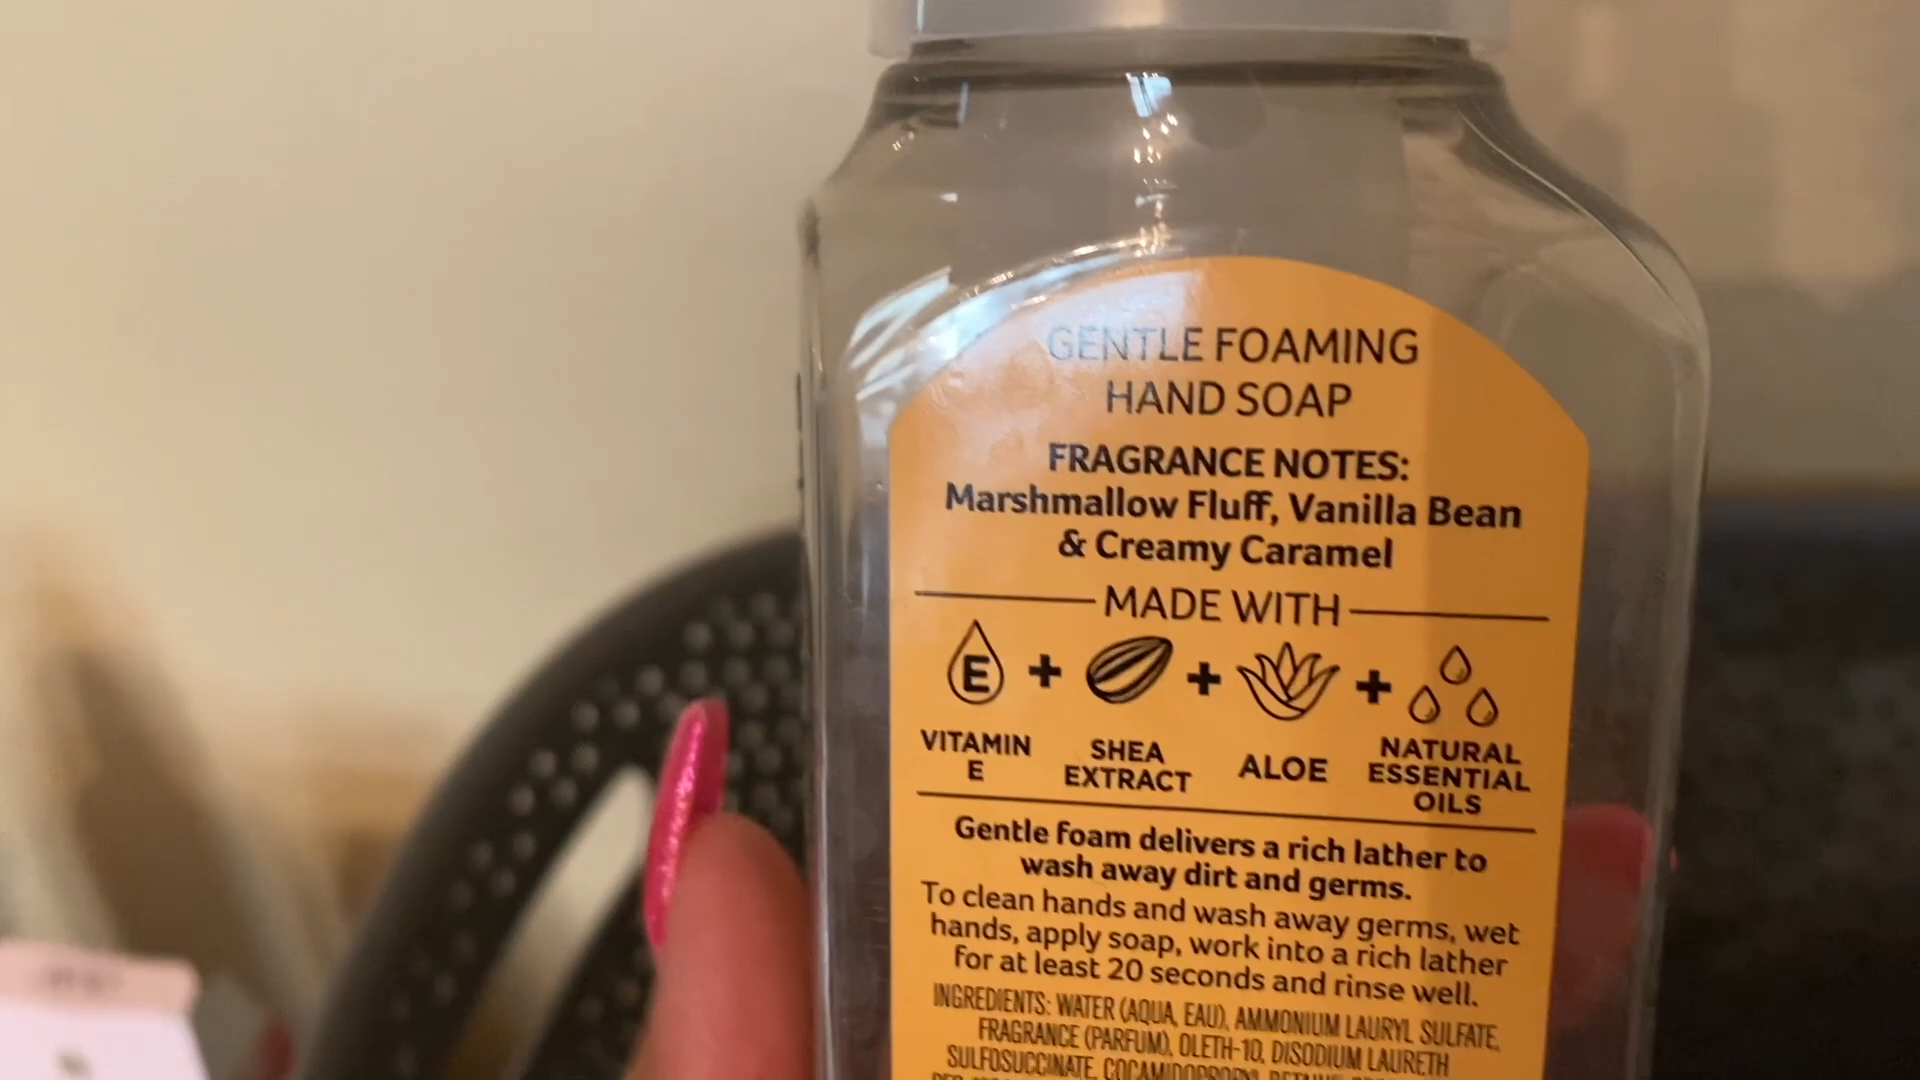 GENTLE FOAMING
HAND SOAP
FRAGRANCE NOTES:
Marshmallow Fluff, Vanilla Bean
& Creamy Caramel
MADE WITH
E
VITAMIN
E
SHEA
EXTRACT
ALOE
NATURAL
ESSENTIAL
OILS
Gentle foam delivers a rich lather to
wash away dirt and germs.
To clean hands and wash away germs, wet
hands, apply soap, work into a rich lather
for at least 20 seconds and rinse well.
INGREDIENTS: WATER (AQUA, EAU), AMMONIUM LAURYL SULFATE,
FRAGRANCE (PARFUM), OLETH-10, DISODIUM LAURETH
SULFOSUCCINATE, COCAMIDOPROPYL